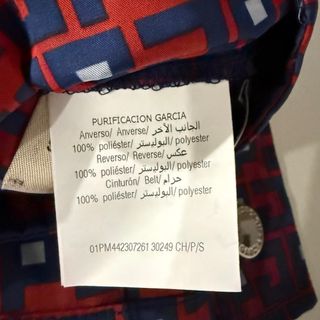 PURIFICACION GARCIA
Anverso/ Anverse/ الجانب الآخر
100% poliéster/ البوليستر/ polyester
Reverso/ Reverse/ عكس
100% poliéster/ البوليستر/ polyester
Cinturón/ Belt/ حزام
100% poliéster/ البوليستر/ polyester
01PM442307261 30249 CH/P/S